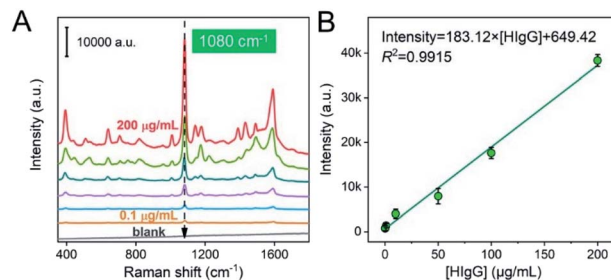 A
10000 a.u.
1080 cm⁻¹
200 µg/mL
0.1 µg/mL
blank
Intensity (a.u.)
400 800 1200 1600
Raman shift (cm⁻¹)
B
Intensity=183.12×[HIgG]+649.42
R²=0.9915
40k
30k
20k
10k
0
Intensity (a.u.)
0 50 100 150 200
[HIgG] (µg/mL)